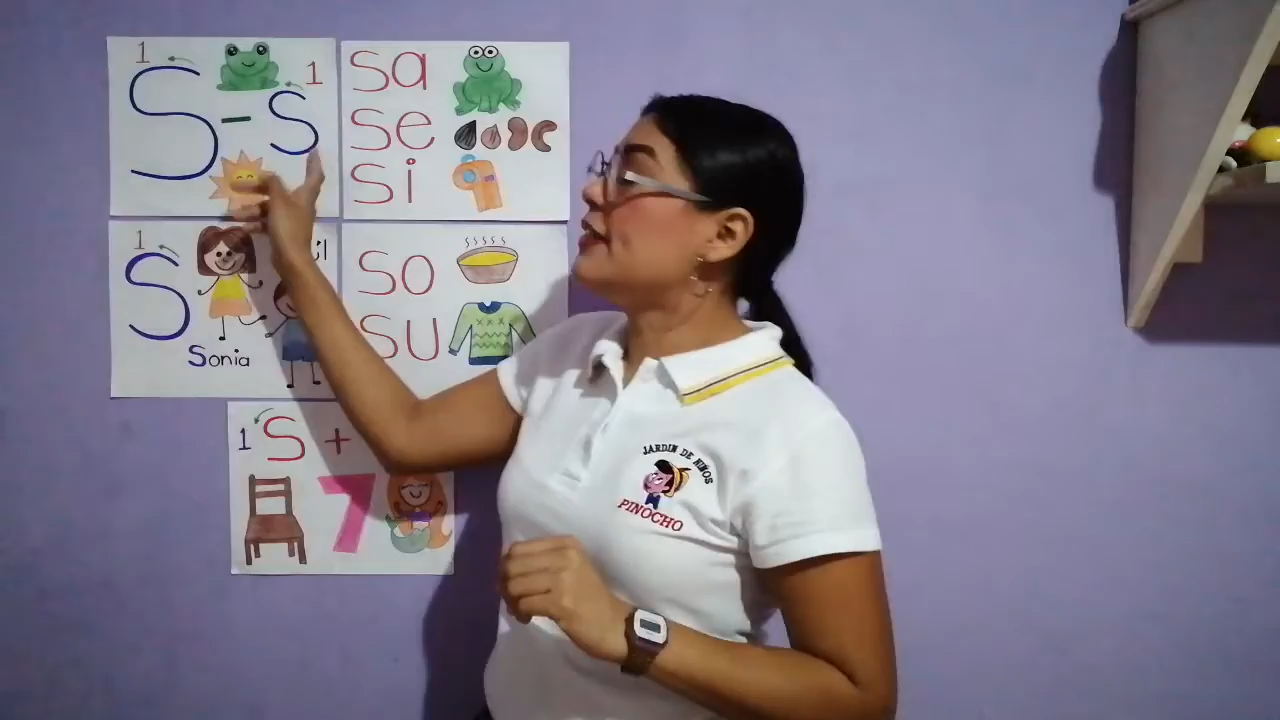 1
1
S - s
sa
se
si
1
S
Sonia
so
su
1 S +
7
JARDIN DE NIÑOS
PINOCHO